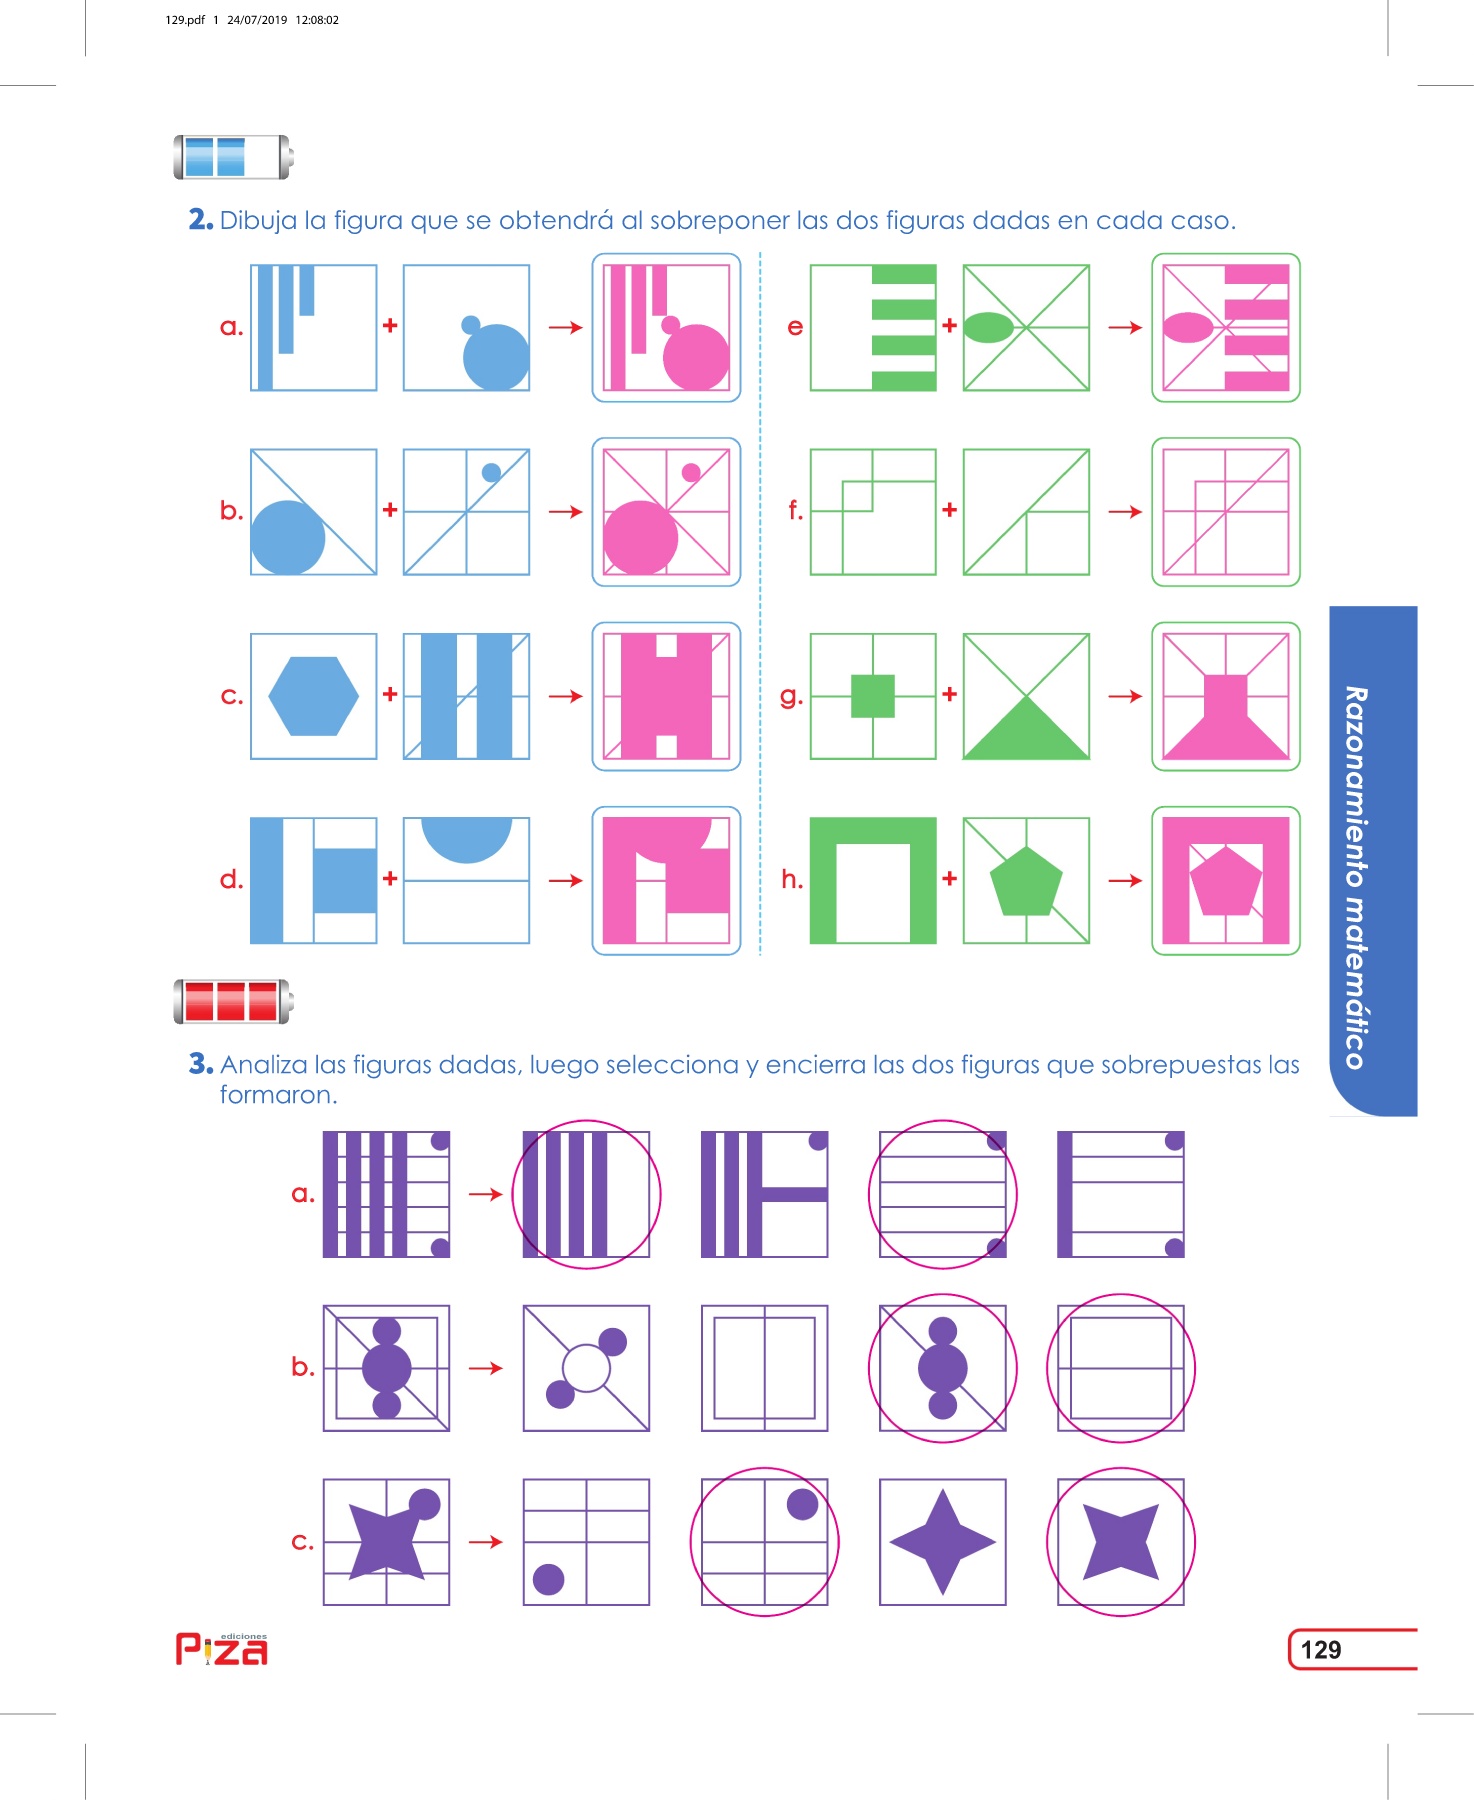 129.pdf 1 24/07/2019 12:08:02
2. Dibuja la figura que se obtendrá al sobreponer las dos figuras dadas en cada caso.
a. +
e +
b. +
f. +
c. +
g. +
d. +
h. +
Razonamiento matemático
3. Analiza las figuras dadas, luego selecciona y encierra las dos figuras que sobrepuestas las
formaron.
a.
b.
c.
ediciones
Piza
129